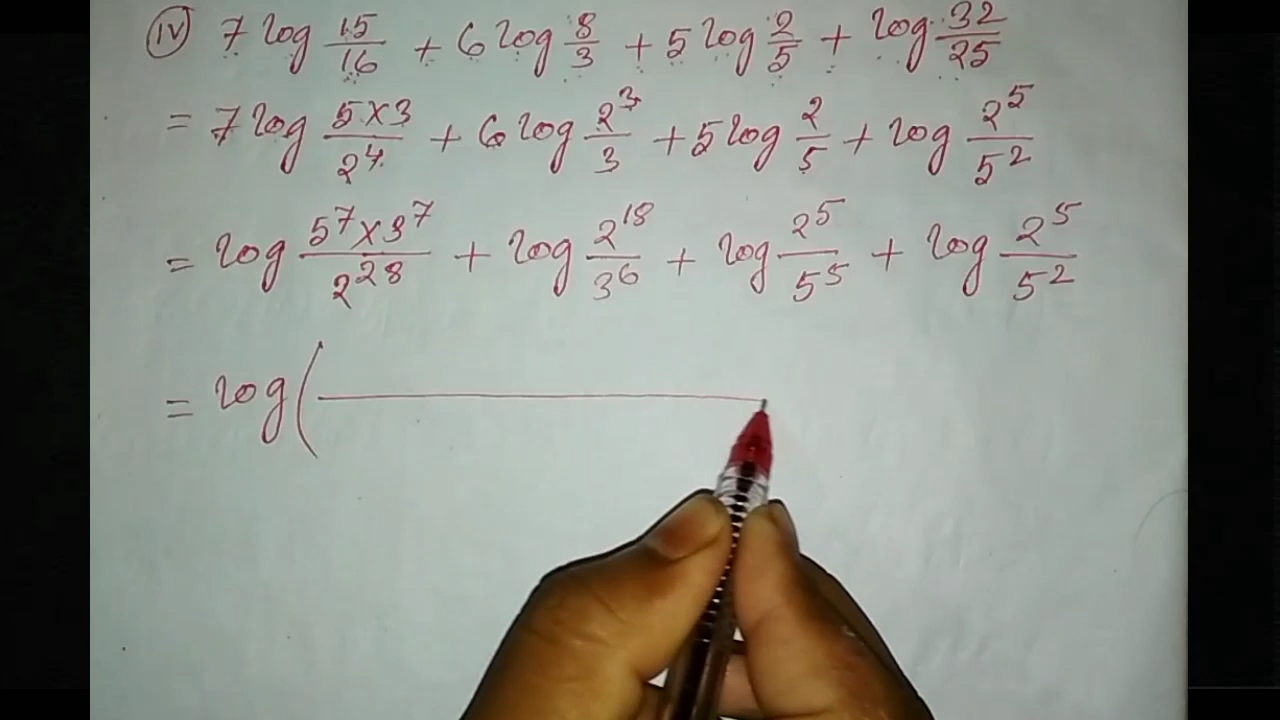 (iv) 7 log 15/16 + 6 log 8/3 + 5 log 2/5 + log 32/25
= 7 log 5×3/2⁴ + 6 log 2³/3 + 5 log 2/5 + log 2⁵/5²
= log 5⁷×3⁷/2²⁸ + log 2¹⁸/3⁶ + log 2⁵/5⁵ + log 2⁵/5²
= log (